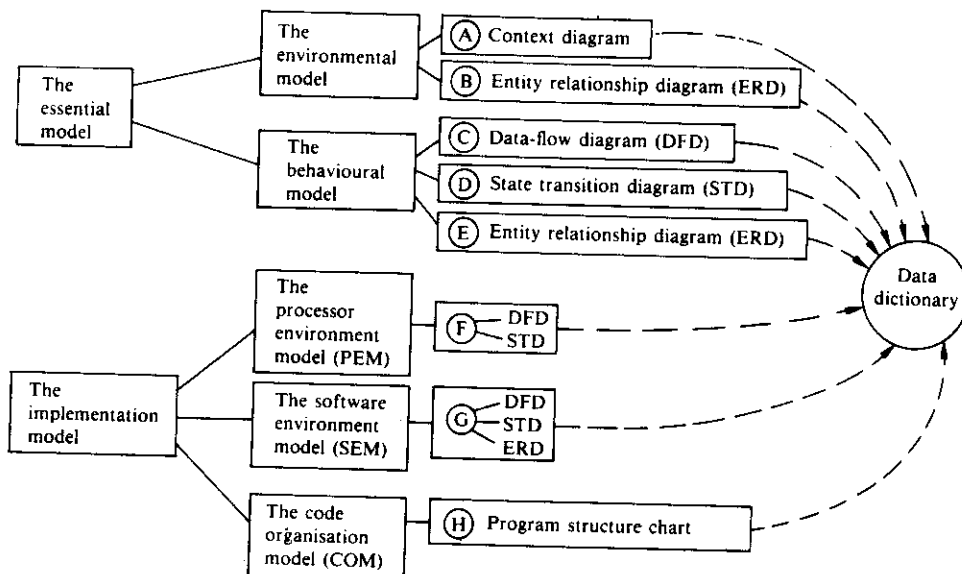 The
essential
model
The
environmental
model
A Context diagram
B Entity relationship diagram (ERD)
The
behavioural
model
C Data-flow diagram (DFD)
D State transition diagram (STD)
E Entity relationship diagram (ERD)
Data
dictionary
The
implementation
model
The
processor
environment
model (PEM)
F
DFD
STD
The software
environment
model (SEM)
G
DFD
STD
ERD
The code
organisation
model (COM)
H Program structure chart